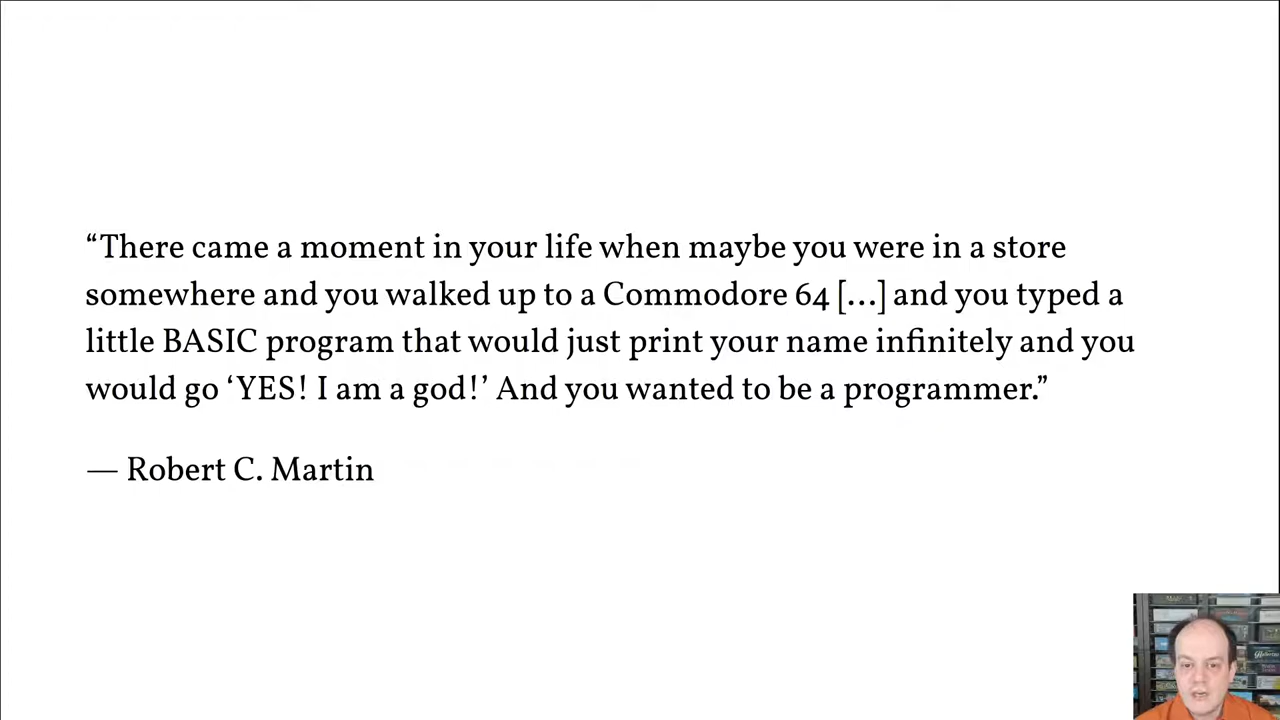 “There came a moment in your life when maybe you were in a store
somewhere and you walked up to a Commodore 64 […] and you typed a
little BASIC program that would just print your name infinitely and you
would go ‘YES! I am a god!’ And you wanted to be a programmer.”
— Robert C. Martin